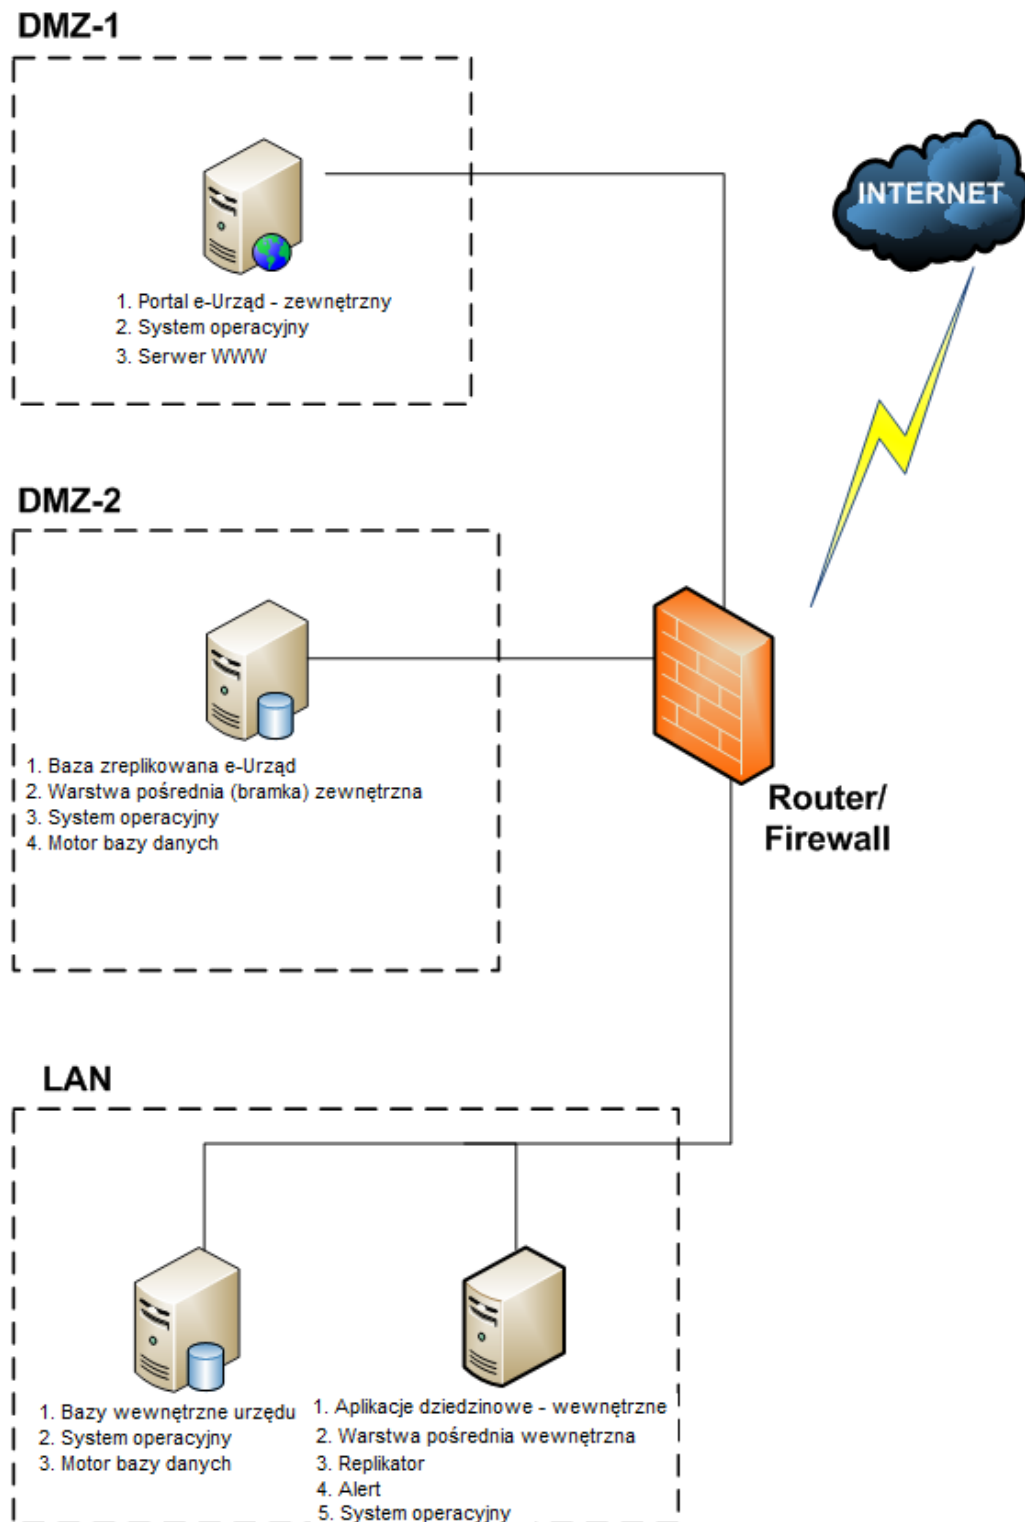 DMZ-1
INTERNET
1. Portal e-Urząd - zewnętrzny
2. System operacyjny
3. Serwer WWW
DMZ-2
1. Baza zreplikowana e-Urząd
2. Warstwa pośrednia (bramka) zewnętrzna
3. System operacyjny
4. Motor bazy danych
Router/
Firewall
LAN
1. Bazy wewnętrzne urzędu
2. System operacyjny
3. Motor bazy danych
1. Aplikacje dziedzinowe - wewnętrzne
2. Warstwa pośrednia wewnętrzna
3. Replikator
4. Alert
5. System operacyjny